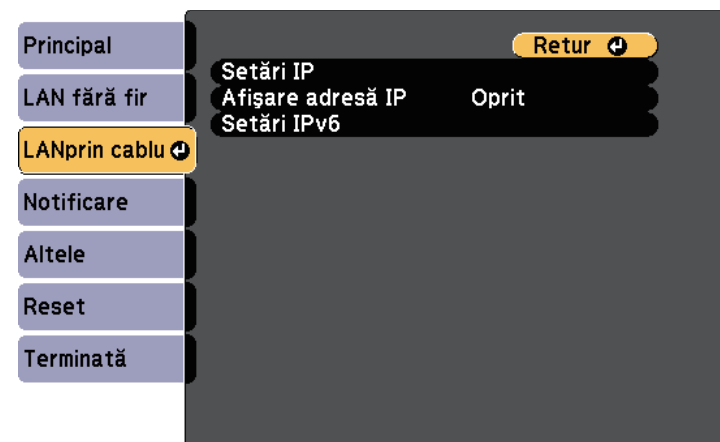 Principal
LAN fără fir
LANprin cablu
Notificare
Altele
Reset
Terminată
Retur
Setări IP
Afişare adresă IP Oprit
Setări IPv6